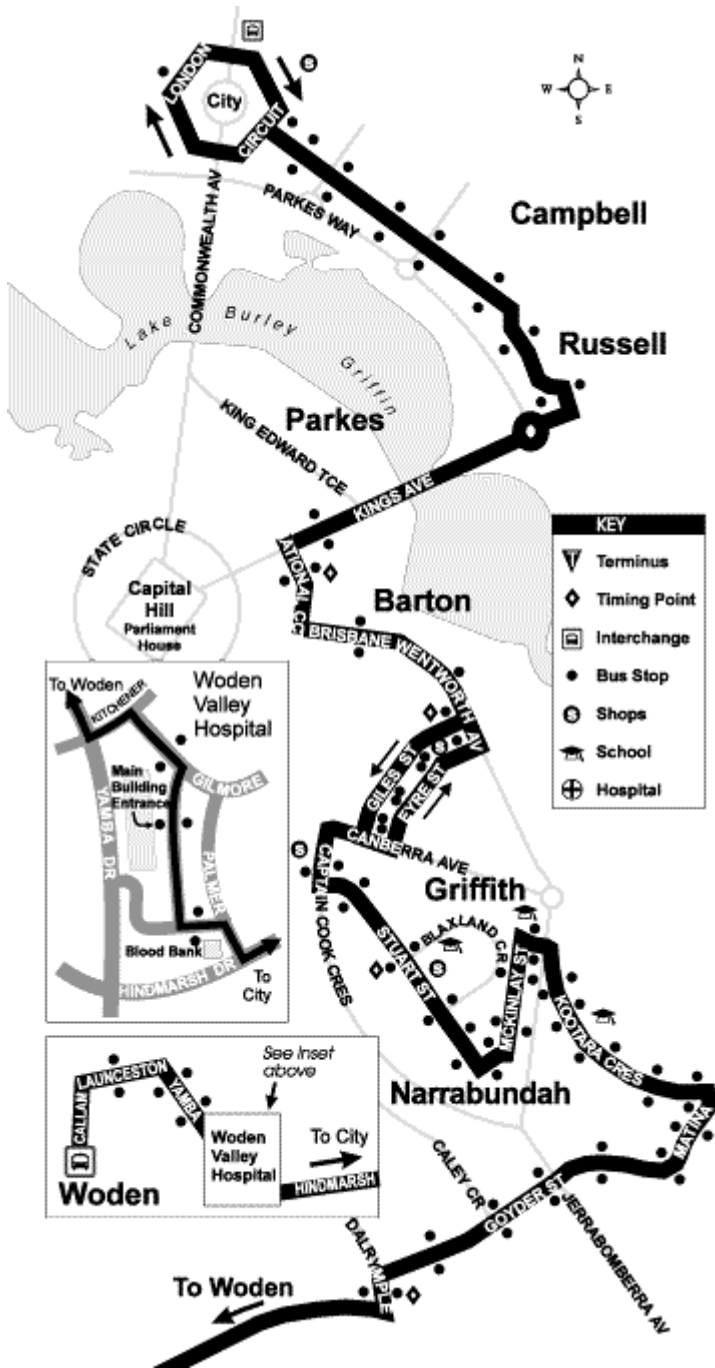 LONDON
CIRCUIT
City
S
N
W E
S
COMMONWEALTH AV
PARKES WAY
Campbell
Lake Burley Griffin
Russell
Parkes
KING EDWARD TCE
KINGS AVE
STATE CIRCLE
Capital
Hill
Parliament
House
ATIONAL CC
Barton
BRISBANE
WENTWORTH AV
KEY
Terminus
Timing Point
Interchange
Bus Stop
S Shops
School
Hospital
T
To Woden
KITCHENER
Woden
Valley
Hospital
Main
Building
Entrance
GILMORE
YAMBA DR
PALMER
Blood Bank
HINDMARSH DR
To
City
GILES ST
S
EYRE ST
CANBERRA AVE
S
CAPTAIN COOK CRES
Griffith
STUART ST
BLAXLAND CR
S
MCKINLAY ST
KOOTARA CRES
Narrabundah
MATINA
See Inset
above
CALLAM
LAUNCESTON
YAMBA
Woden
Valley
Hospital
To City
HINDMARSH
Woden
CALEY CR
GOYDER ST
JERRABOMBERRA AV
DALRYMPLE
To Woden